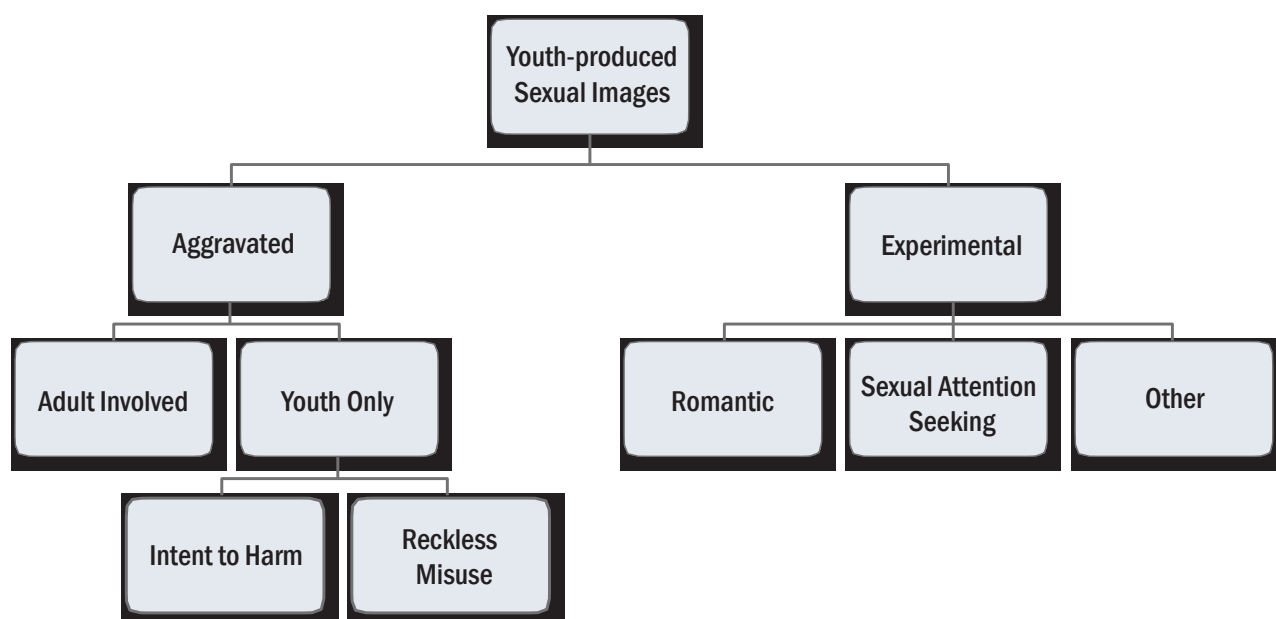 Youth-produced
Sexual Images
Aggravated
Experimental
Adult Involved
Youth Only
Romantic
Sexual Attention
Seeking
Other
Intent to Harm
Reckless
Misuse